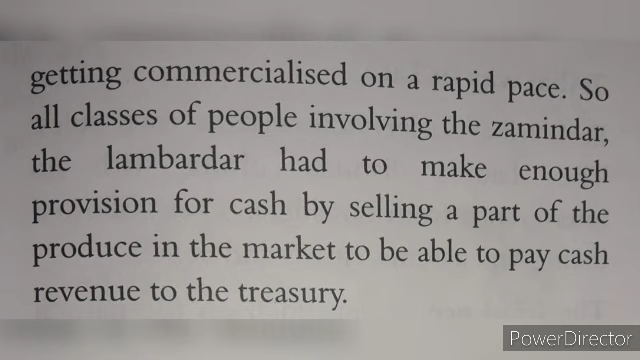 getting commercialised on a rapid pace. So
all classes of people involving the zamindar,
the lambardar had to make enough
provision for cash by selling a part of the
produce in the market to be able to pay cash
revenue to the treasury.
PowerDirector